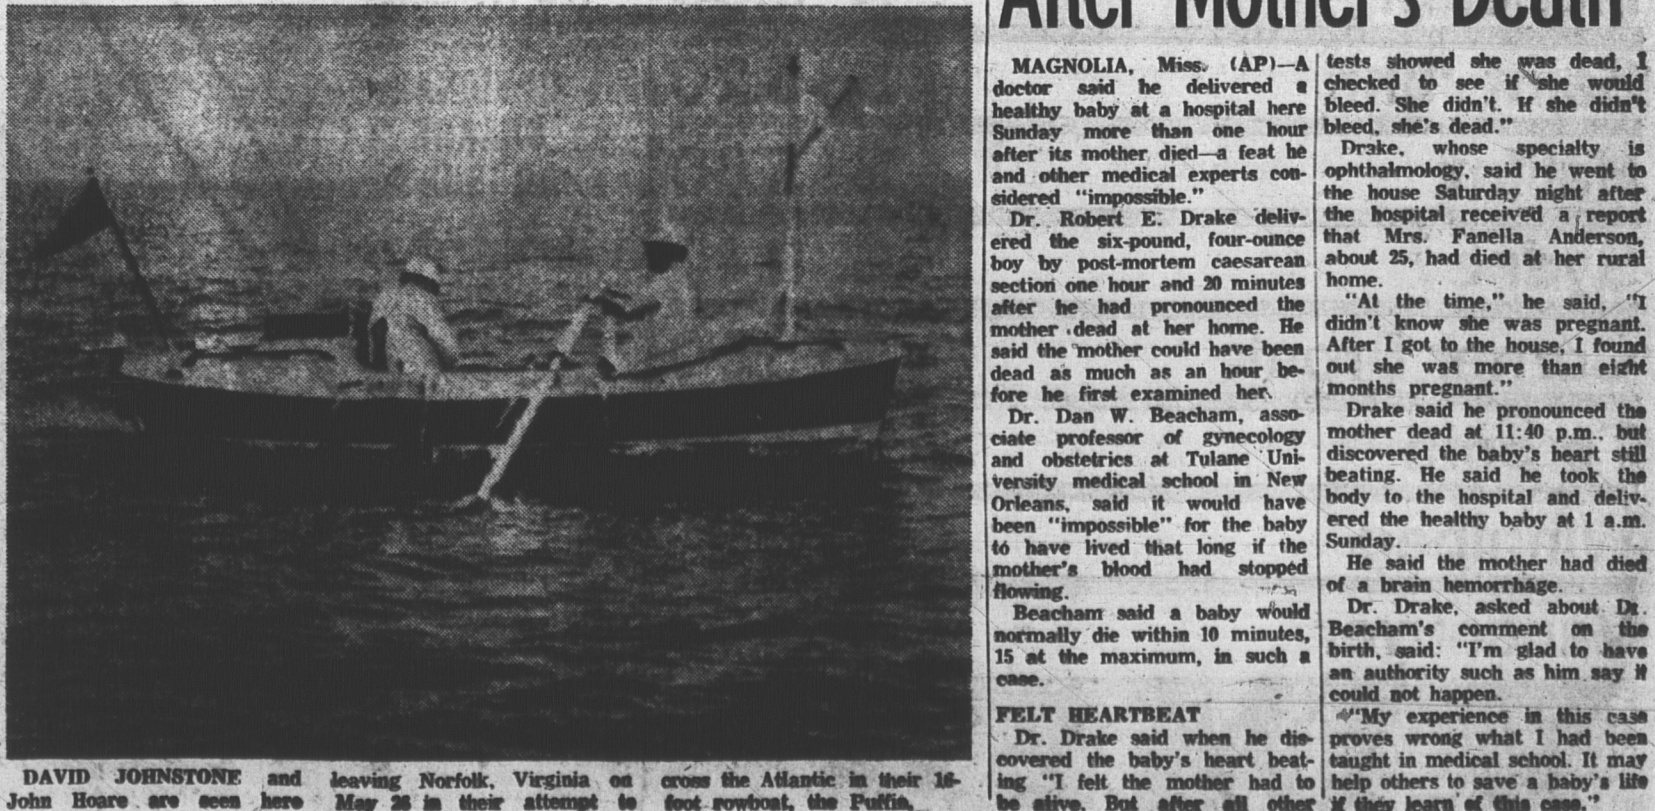 After Mother's Death
MAGNOLIA, Miss. (AP)—A
doctor said he delivered a
healthy baby at a hospital here
Sunday more than one hour
after its mother died—a feat he
and other medical experts con-
sidered "impossible."
Dr. Robert E. Drake deliv-
ered the six-pound, four-ounce
boy by post-mortem caesarean
section one hour and 20 minutes
after he had pronounced the
mother dead at her home. He
said the mother could have been
dead as much as an hour be-
fore he first examined her.
Dr. Dan W. Beacham, asso-
ciate professor of gynecology
and obstetrics at Tulane Uni-
versity medical school in New
Orleans, said it would have
been "impossible" for the baby
to have lived that long if the
mother's blood had stopped
flowing.
Beacham said a baby would
normally die within 10 minutes,
15 at the maximum, in such a
case.
FELT HEARTBEAT
Dr. Drake said when he dis-
covered the baby's heart beat-
ing "I felt the mother had to
be alive. But after all other
tests showed she was dead, I
checked to see if she would
bleed. She didn't. If she didn't
bleed, she's dead."
Drake, whose specialty is
ophthalmology, said he went to
the house Saturday night after
the hospital received a report
that Mrs. Fanella Anderson,
about 25, had died at her rural
home.
"At the time," he said, "I
didn't know she was pregnant.
After I got to the house, I found
out she was more than eight
months pregnant."
Drake said he pronounced the
mother dead at 11:40 p.m., but
discovered the baby's heart still
beating. He said he took the
body to the hospital and deliv-
ered the healthy baby at 1 a.m.
Sunday.
He said the mother had died
of a brain hemorrhage.
Dr. Drake, asked about Dr.
Beacham's comment on the
birth, said: "I'm glad to have
an authority such as him say it
could not happen.
"My experience in this case
proves wrong what I had been
taught in medical school. It may
help others to save a baby's life
if they learn of this
DAVID JOHNSTONE and
John Hoare are seen here
leaving Norfolk, Virginia on
May 26 in their attempt to
cross the Atlantic in their 16-
foot rowboat, the Puffin.